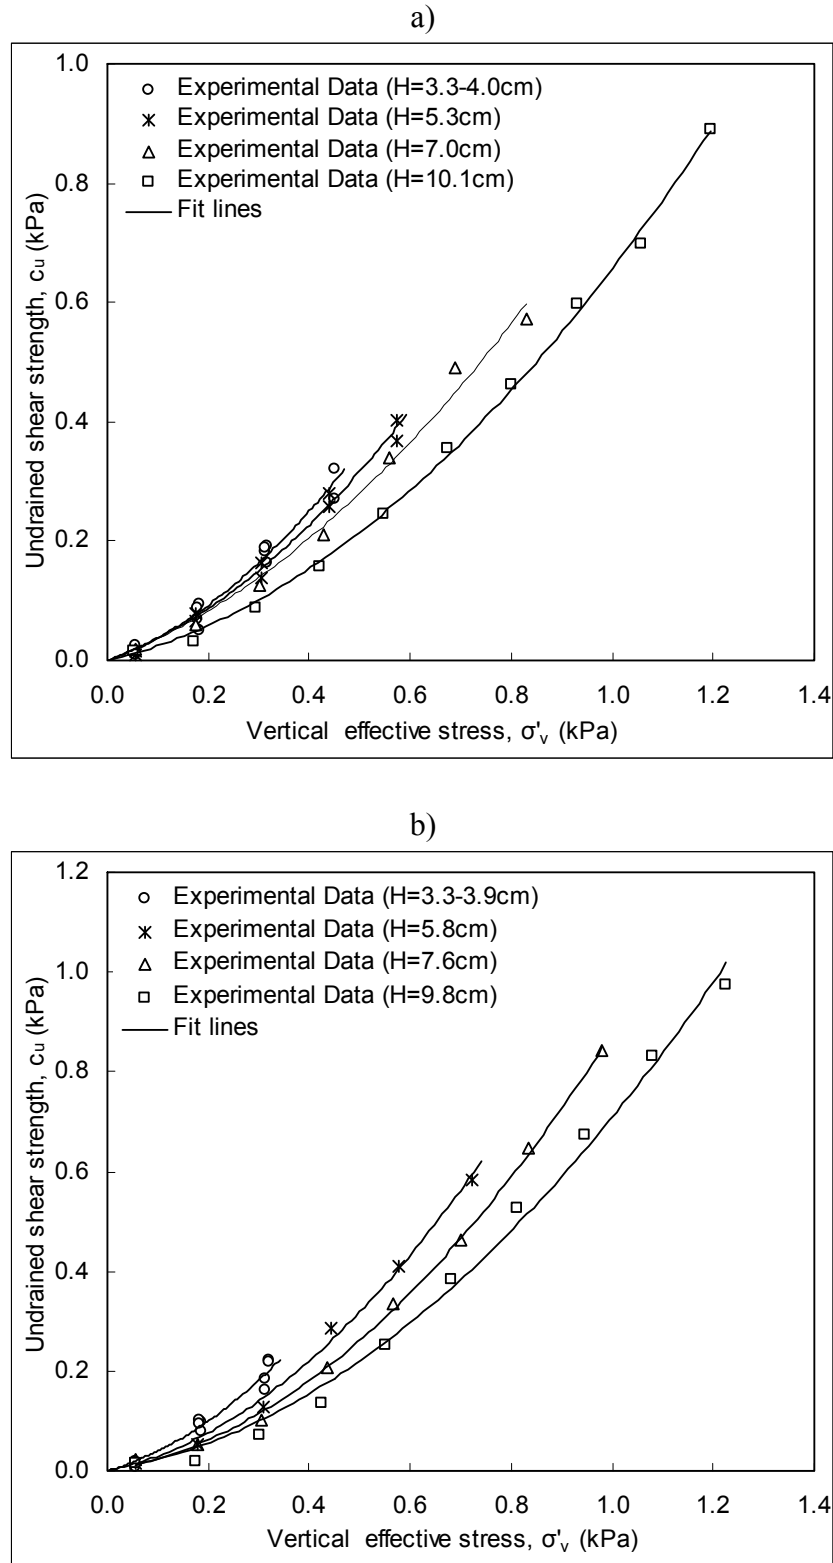 a)
1.0
0.8
0.6
0.4
0.2
0.0
Undrained shear strength, cu (kPa)
Experimental Data (H=3.3-4.0cm)
Experimental Data (H=5.3cm)
Experimental Data (H=7.0cm)
Experimental Data (H=10.1cm)
Fit lines
0.0 0.2 0.4 0.6 0.8 1.0 1.2 1.4
Vertical effective stress, σ'v (kPa)
b)
1.2
1.0
0.8
0.6
0.4
0.2
0.0
Undrained shear strength, cu (kPa)
Experimental Data (H=3.3-3.9cm)
Experimental Data (H=5.8cm)
Experimental Data (H=7.6cm)
Experimental Data (H=9.8cm)
Fit lines
0.0 0.2 0.4 0.6 0.8 1.0 1.2 1.4
Vertical effective stress, σ'v (kPa)